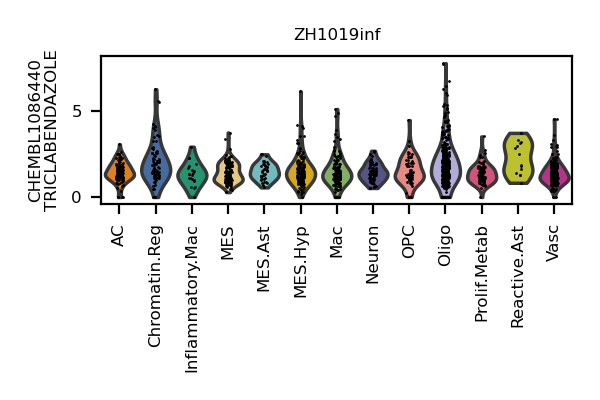 ZH1019inf
CHEMBL1086440
TRICLABENDAZOLE
5
0
AC
Chromatin.Reg
Inflammatory.Mac
MES
MES.Ast
MES.Hyp
Mac
Neuron
OPC
Oligo
Prolif.Metab
Reactive.Ast
Vasc